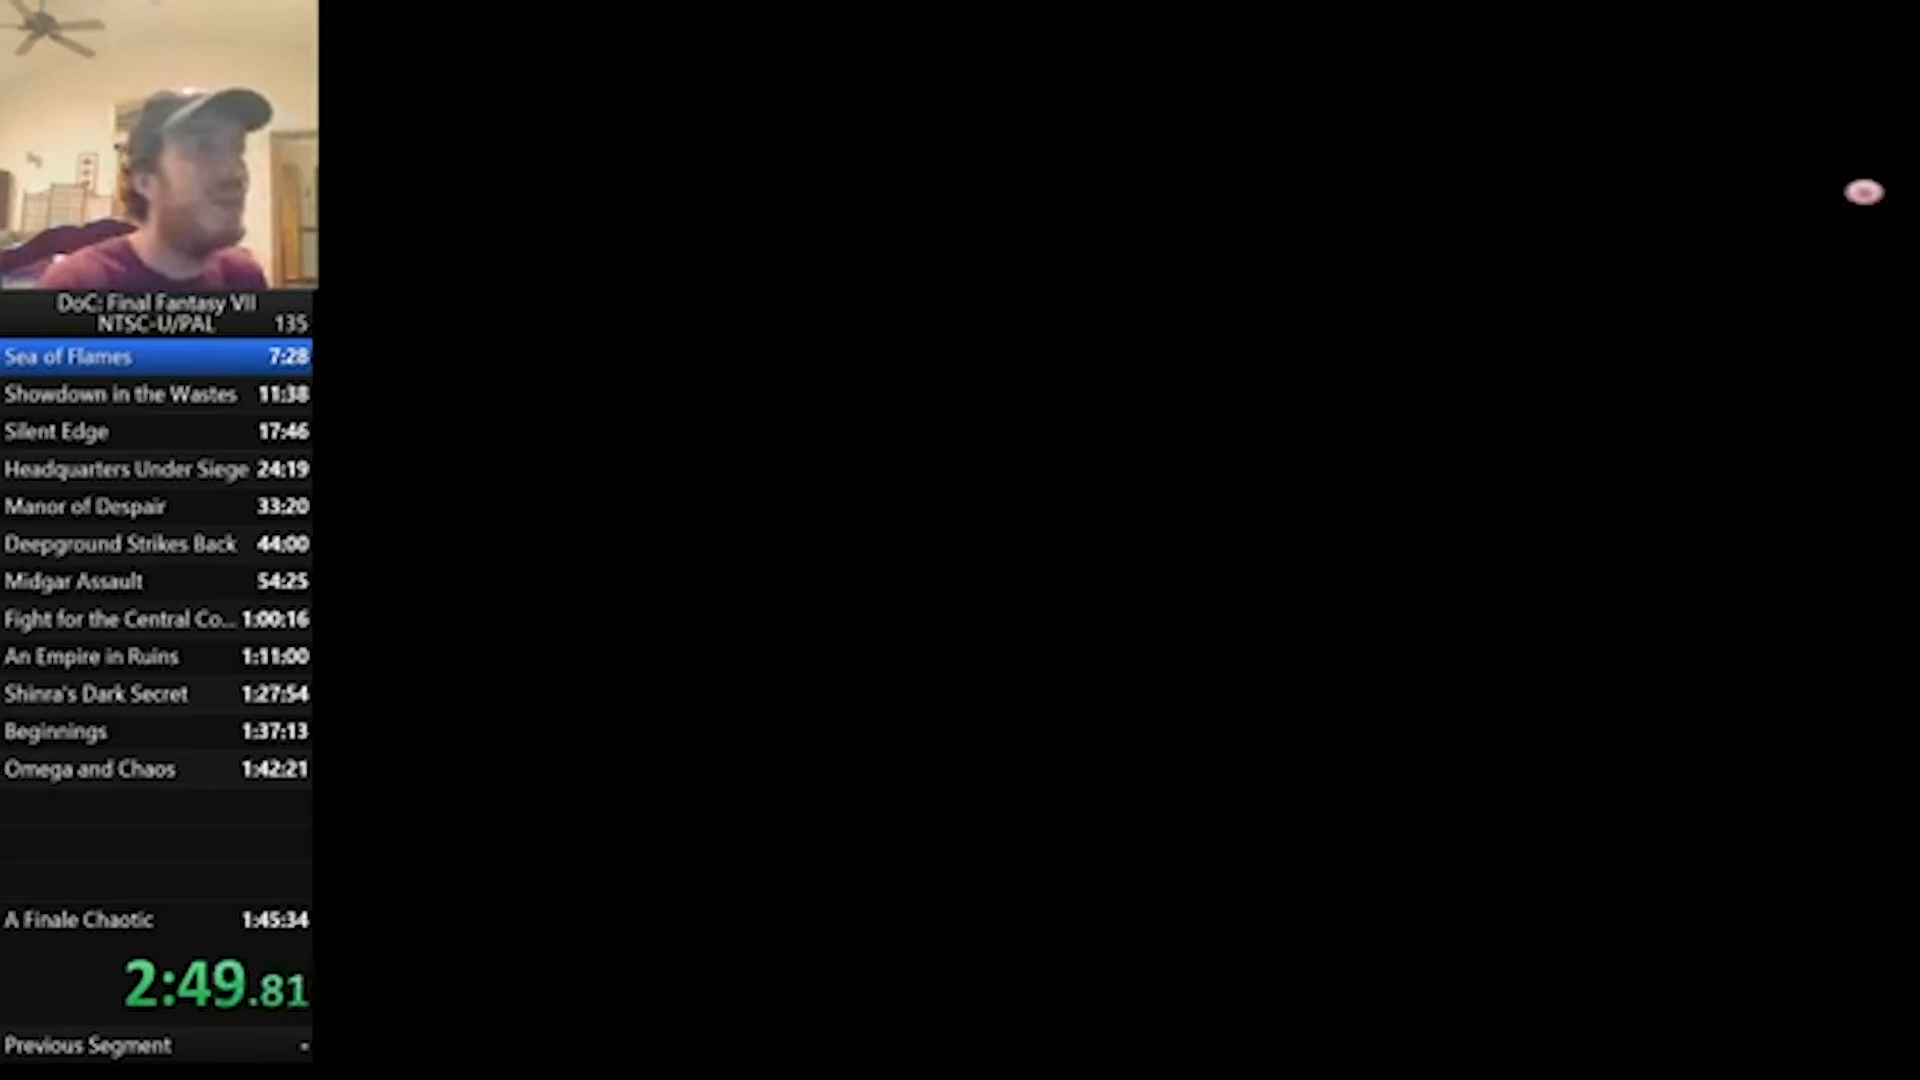 DoC: Final Fantasy VII
NTSC-U/PAL 135
Sea of Flames 7:28
Showdown in the Wastes 11:38
Silent Edge 17:46
Headquarters Under Siege 24:19
Manor of Despair 33:20
Deepground Strikes Back 44:00
Midgar Assault 54:25
Fight for the Central Co... 1:00:16
An Empire in Ruins 1:11:00
Shinra's Dark Secret 1:27:54
Beginnings 1:37:13
Omega and Chaos 1:42:21
A Finale Chaotic 1:45:34
2:49.81
Previous Segment -